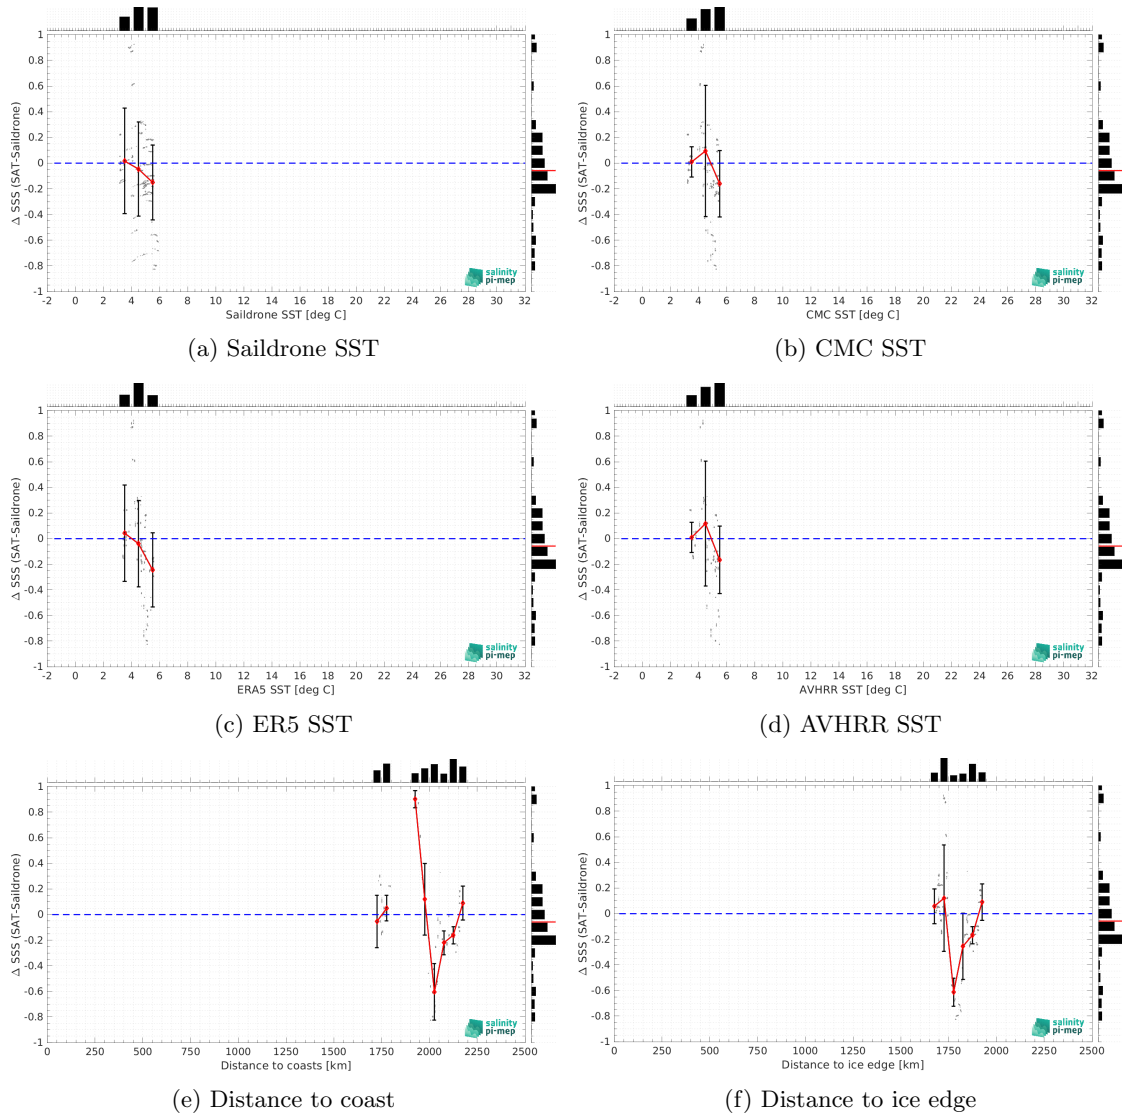 1
0.8
0.6
0.4
0.2
0
-0.2
-0.4
-0.6
-0.8
-1
Δ SSS (SAT-Saildrone)
-2 0 2 4 6 8 10 12 14 16 18 20 22 24 26 28 30 32
Saildrone SST [deg C]
salinity
pi-mep
(a) Saildrone SST
1
0.8
0.6
0.4
0.2
0
-0.2
-0.4
-0.6
-0.8
-1
Δ SSS (SAT-Saildrone)
-2 0 2 4 6 8 10 12 14 16 18 20 22 24 26 28 30 32
CMC SST [deg C]
salinity
pi-mep
(b) CMC SST
1
0.8
0.6
0.4
0.2
0
-0.2
-0.4
-0.6
-0.8
-1
Δ SSS (SAT-Saildrone)
-2 0 2 4 6 8 10 12 14 16 18 20 22 24 26 28 30 32
ERA5 SST [deg C]
salinity
pi-mep
(c) ER5 SST
1
0.8
0.6
0.4
0.2
0
-0.2
-0.4
-0.6
-0.8
-1
Δ SSS (SAT-Saildrone)
-2 0 2 4 6 8 10 12 14 16 18 20 22 24 26 28 30 32
AVHRR SST [deg C]
salinity
pi-mep
(d) AVHRR SST
1
0.8
0.6
0.4
0.2
0
-0.2
-0.4
-0.6
-0.8
-1
Δ SSS (SAT-Saildrone)
0 250 500 750 1000 1250 1500 1750 2000 2250 2500
Distance to coasts [km]
salinity
pi-mep
(e) Distance to coast
1
0.8
0.6
0.4
0.2
0
-0.2
-0.4
-0.6
-0.8
-1
Δ SSS (SAT-Saildrone)
0 250 500 750 1000 1250 1500 1750 2000 2250 2500
Distance to ice edge [km]
salinity
pi-mep
(f) Distance to ice edge